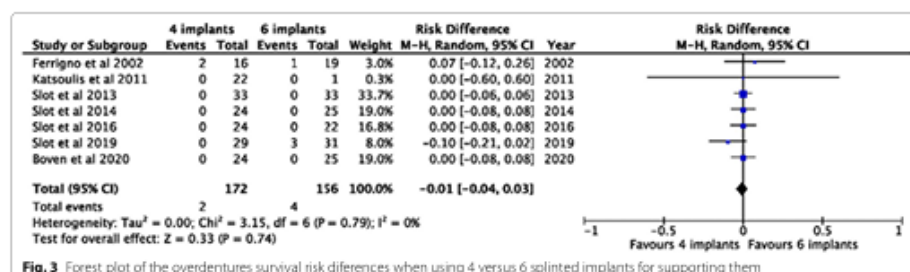 4 implants 6 implants Risk Difference Risk Difference
Study or Subgroup Events Total Events Total Weight M-H, Random, 95% CI Year M-H, Random, 95% CI
Ferrigno et al 2002 2 16 1 19 3.0% 0.07 [-0.12, 0.26] 2002
Katsoulis et al 2011 0 22 0 1 0.3% 0.00 [-0.60, 0.60] 2011
Slot et al 2013 0 33 0 33 33.7% 0.00 [-0.06, 0.06] 2013
Slot et al 2014 0 24 0 25 19.0% 0.00 [-0.08, 0.08] 2014
Slot et al 2016 0 24 0 22 16.8% 0.00 [-0.08, 0.08] 2016
Slot et al 2019 0 29 3 31 8.0% -0.10 [-0.21, 0.02] 2019
Boven et al 2020 0 24 0 25 19.0% 0.00 [-0.08, 0.08] 2020
Total (95% CI) 172 156 100.0% -0.01 [-0.04, 0.03]
Total events 2 4
Heterogeneity: Tau² = 0.00; Chi² = 3.15, df = 6 (P = 0.79); I² = 0%
Test for overall effect: Z = 0.33 (P = 0.74)
-1 -0.5 0 0.5 1
Favours 4 implants Favours 6 implants
Fig. 3 Forest plot of the overdentures survival risk diferences when using 4 versus 6 splinted implants for supporting them